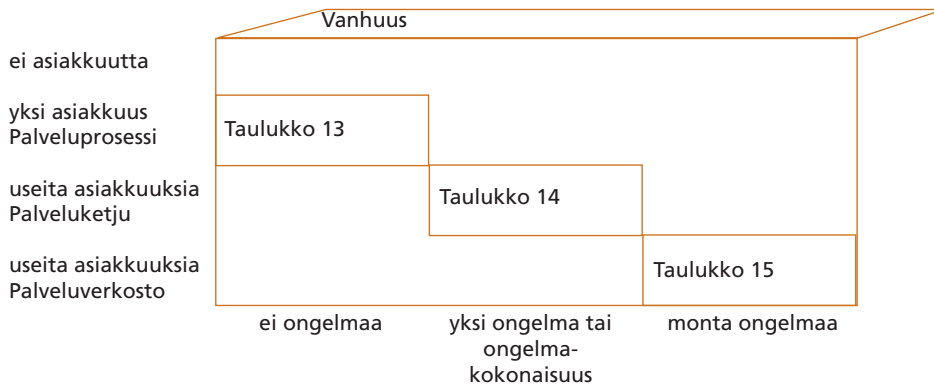 Vanhuus
ei asiakkuutta
yksi asiakkuus
Palveluprosessi
Taulukko 13
useita asiakkuuksia
Palveluketju
Taulukko 14
useita asiakkuuksia
Palveluverkosto
Taulukko 15
ei ongelmaa
yksi ongelma tai
ongelma-
kokonaisuus
monta ongelmaa